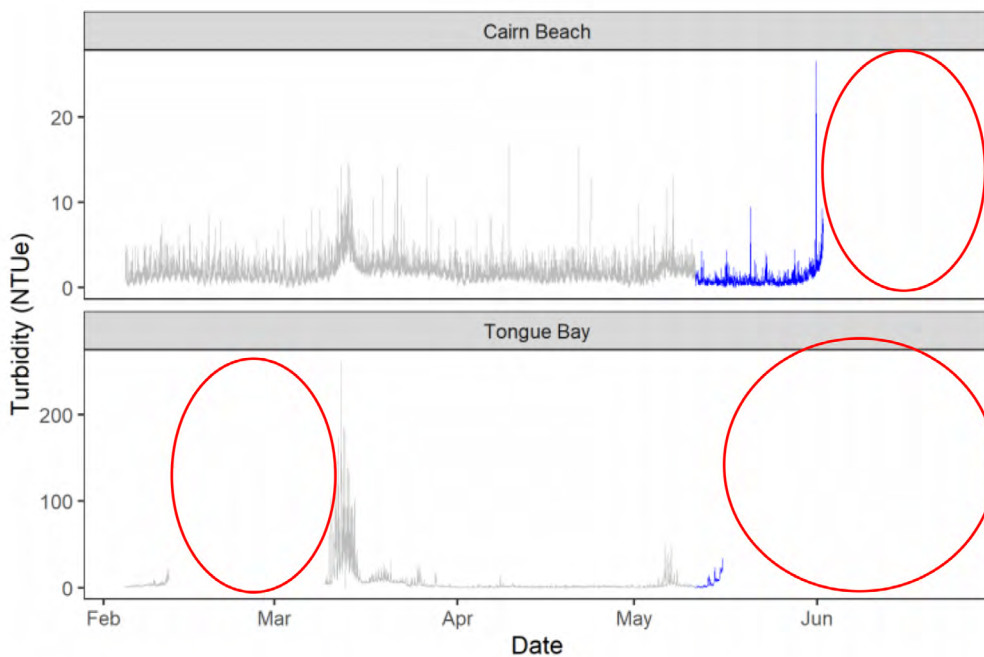 Cairn Beach
20
10
0
Turbidity (NTUe)
Tongue Bay
200
100
0
Feb
Mar
Apr
May
Jun
Date